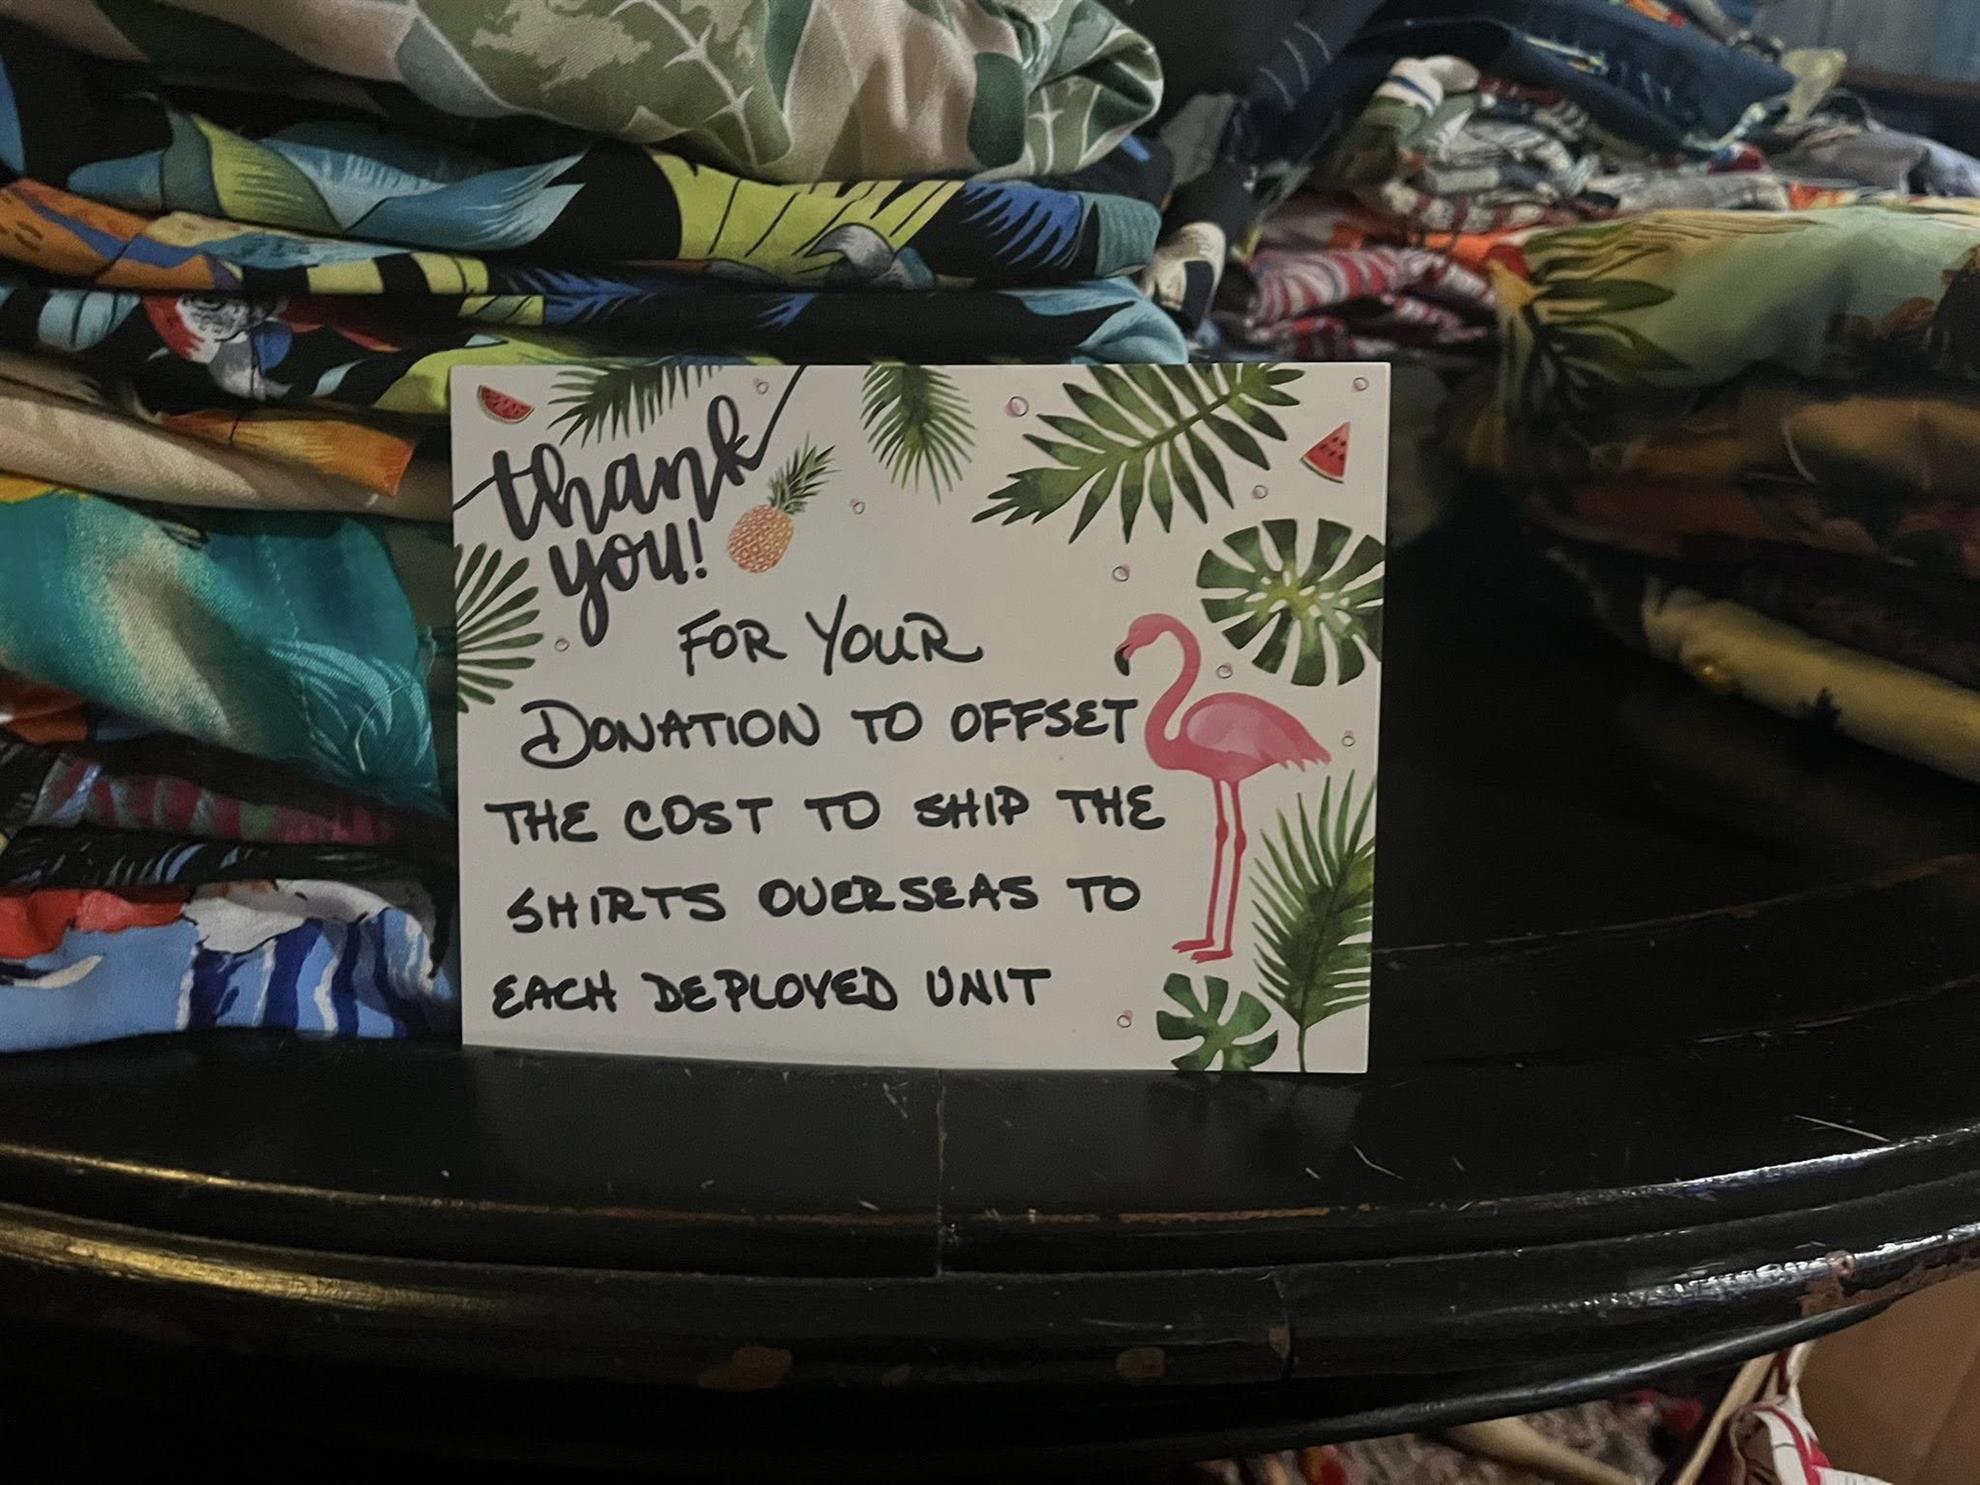 thank
you!
FOR YOUR
DONATION TO OFFSET
THE COST TO SHIP THE
SHIRTS OVERSEAS TO
EACH DEPLOYED UNIT